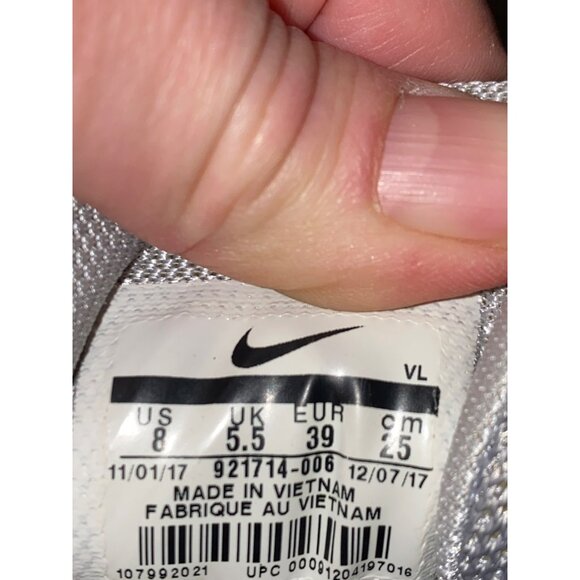 VL
US UK EUR cm
8 5.5 39 25
11/01/17 921714-006 12/07/17
MADE IN VIETNAM
FABRIQUE AU VIETNAM
107992021 UPC 00091204197016